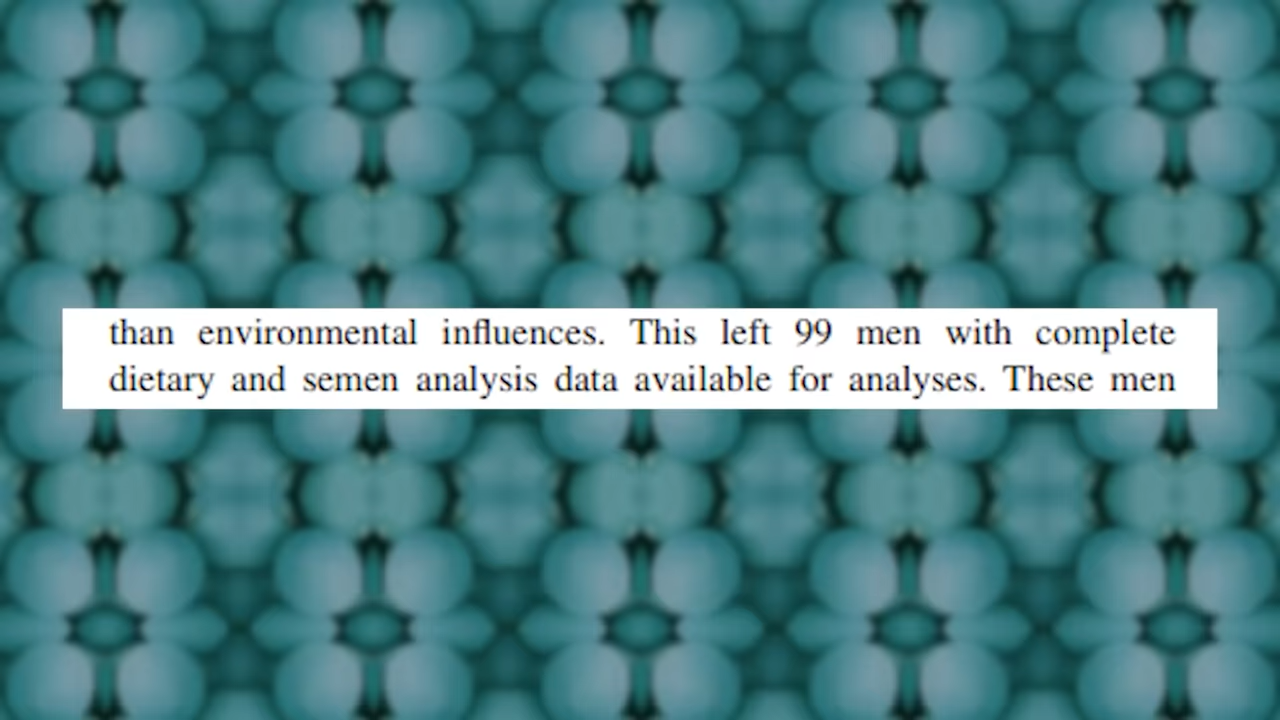 than environmental influences. This left 99 men with complete
dietary and semen analysis data available for analyses. These men